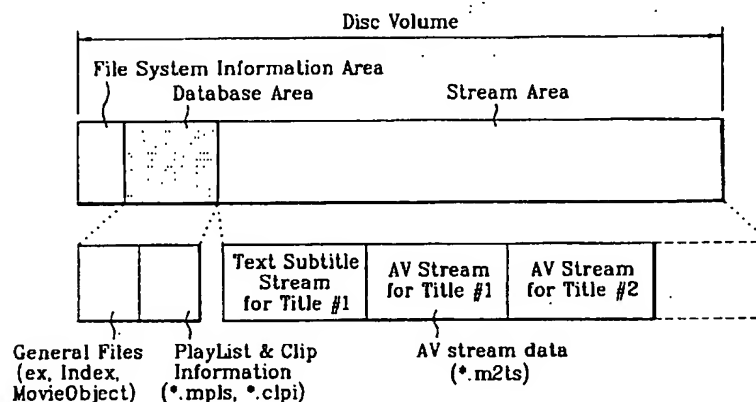 Disc Volume
File System Information Area
Database Area
Stream Area
Text Subtitle
Stream
for Title #1
AV Stream
for Title #1
AV Stream
for Title #2
General Files
(ex, Index,
MovieObject)
PlayList & Clip
Information
(*.mpls, *.clpi)
AV stream data
(*.m2ts)